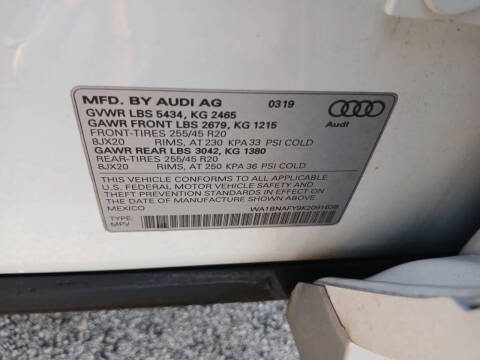 MFD. BY AUDI AG 0319
GVWR LBS 5434, KG 2465
GAWR FRONT LBS 2679, KG 1215
FRONT-TIRES 255/45 R20
8JX20 RIMS, AT 230 KPA 33 PSI COLD
GAWR REAR LBS 3042, KG 1380
REAR-TIRES 255/45 R20
8JX20 RIMS, AT 250 KPA 36 PSI COLD
Audi
THIS VEHICLE CONFORMS TO ALL APPLICABLE
U.S. FEDERAL MOTOR VEHICLE SAFETY AND
THEFT PREVENTION STANDARDS IN EFFECT ON
THE DATE OF MANUFACTURE SHOWN ABOVE
MEXICO
TYPE:
MPV